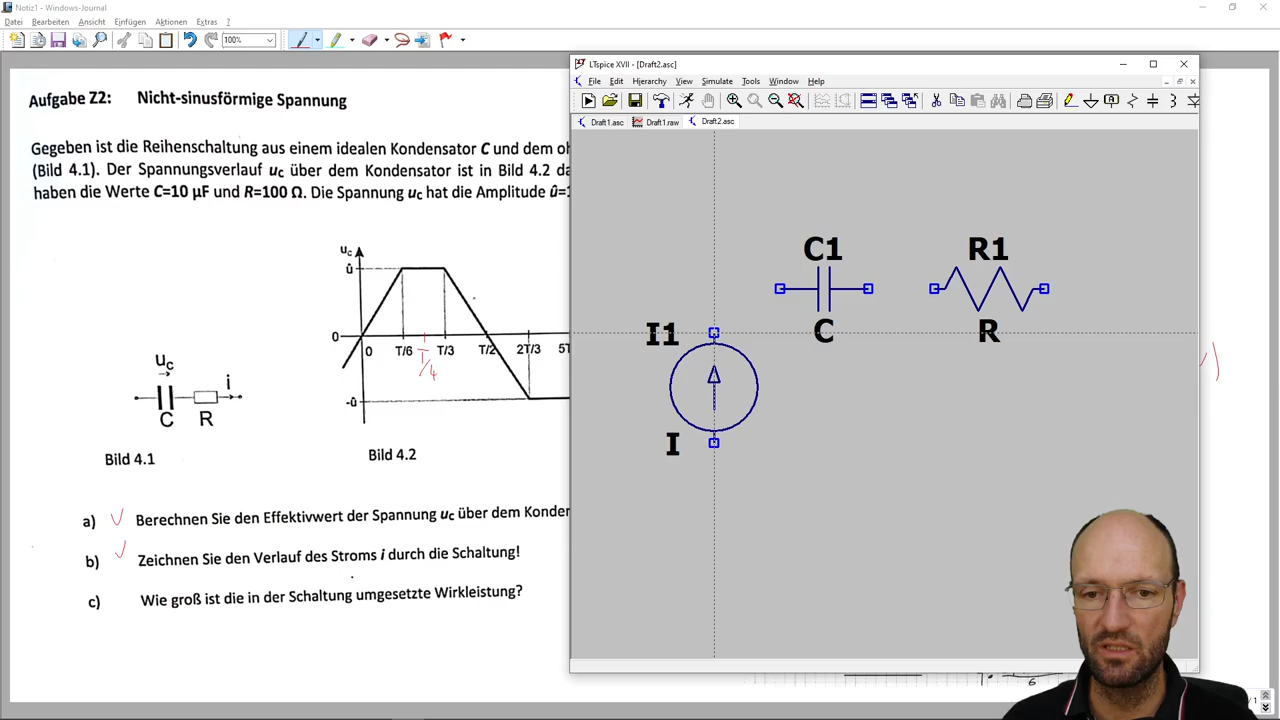 Notiz1 - Windows-Journal
Datei Bearbeiten Ansicht Einfügen Aktionen Extras ?
100%
Aufgabe Z2: Nicht-sinusförmige Spannung
Gegeben ist die Reihenschaltung aus einem idealen Kondensator C und dem
(Bild 4.1). Der Spannungsverlauf uc über dem Kondensator ist in Bild 4.2
haben die Werte C=10 µF und R=100 Ω. Die Spannung uc hat die Amplitude
uc
û
0
0 T/6 T/3 T/2 2T/3
T/4
-û
uc
i
C R
Bild 4.1
Bild 4.2
a) Berechnen Sie den Effektivwert der Spannung uc über dem
b) Zeichnen Sie den Verlauf des Stroms i durch die Schaltung!
c) Wie groß ist die in der Schaltung umgesetzte Wirkleistung?
LTspice XVII - [Draft2.asc]
File Edit Hierarchy View Simulate Tools Window Help
Draft1.asc Draft1.raw Draft2.asc
C1 R1
I1 C R
I